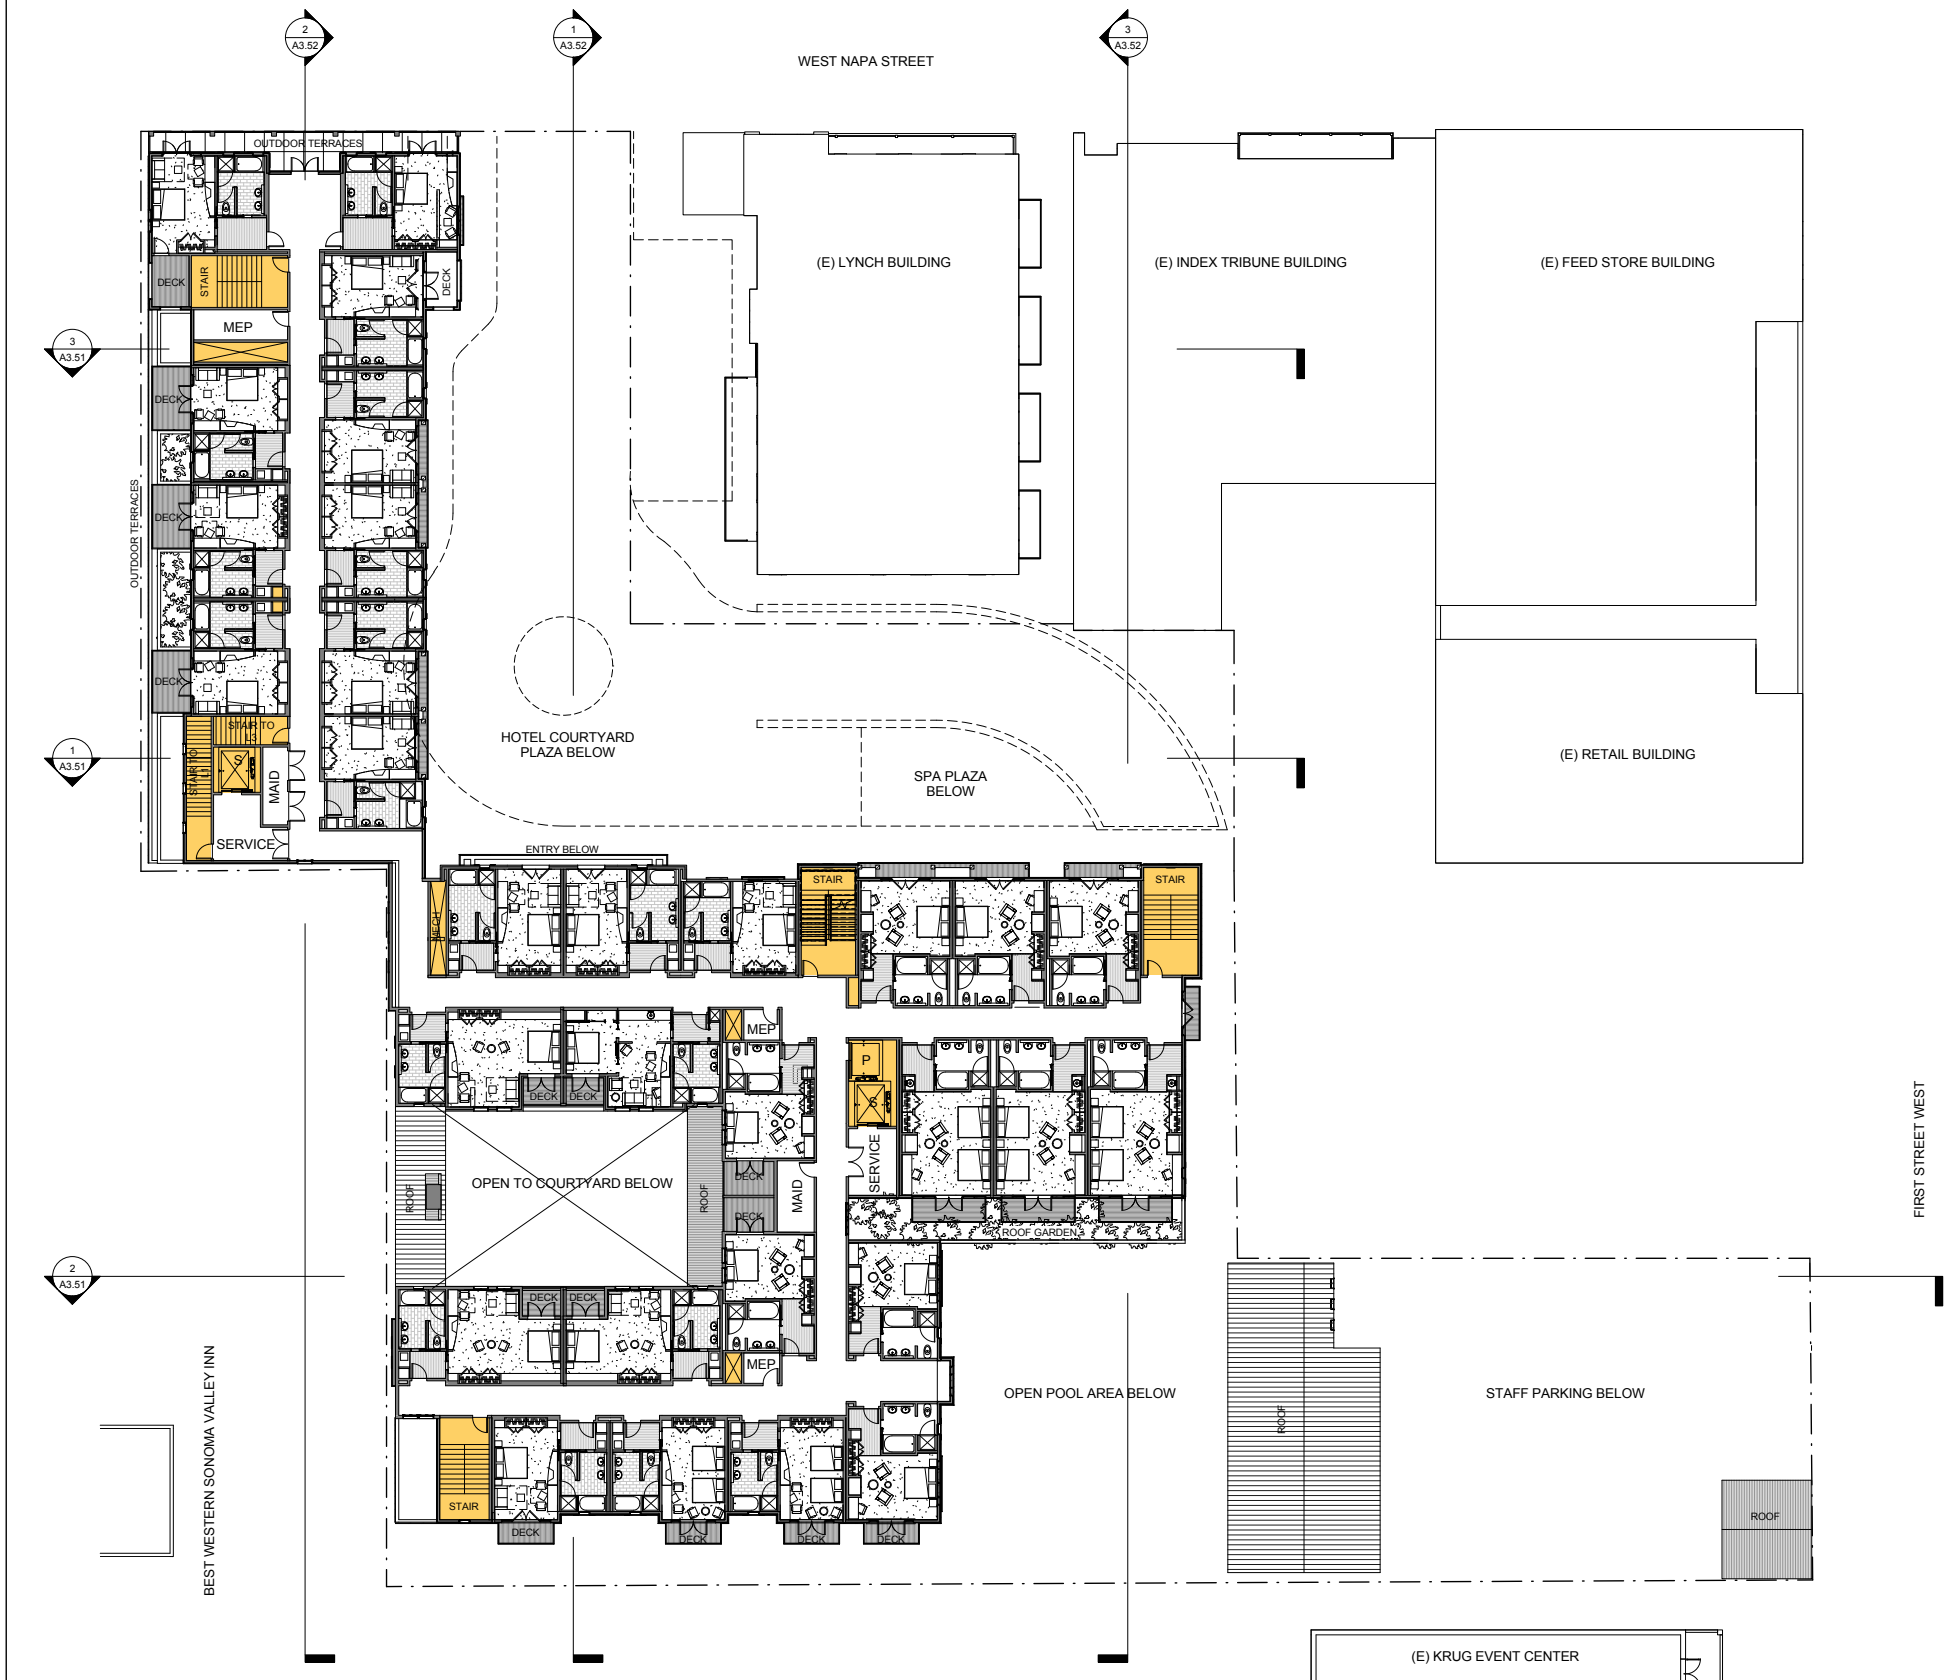 2
A3.52
1
A3.52
3
A3.52
WEST NAPA STREET
OUTDOOR TERRACES
DECK
STAIR
DECK
MEP
(E) LYNCH BUILDING
(E) INDEX TRIBUNE BUILDING
(E) FEED STORE BUILDING
3
A3.51
DECK
OUTDOOR TERRACES
DECK
DECK
STAIR TO
L3
STAIR TO
L1
S
MAID
SERVICE
1
A3.51
HOTEL COURTYARD
PLAZA BELOW
SPA PLAZA
BELOW
(E) RETAIL BUILDING
ENTRY BELOW
MECH
STAIR
STAIR
MEP
P
S
SERVICE
DECK
DECK
OPEN TO COURTYARD BELOW
ROOF
ROOF
DECK
DECK
MAID
ROOF GARDEN
FIRST STREET WEST
2
A3.51
DECK
DECK
MEP
OPEN POOL AREA BELOW
ROOF
STAFF PARKING BELOW
BEST WESTERN SONOMA VALLEY INN
STAIR
DECK
DECK
DECK
DECK
ROOF
(E) KRUG EVENT CENTER